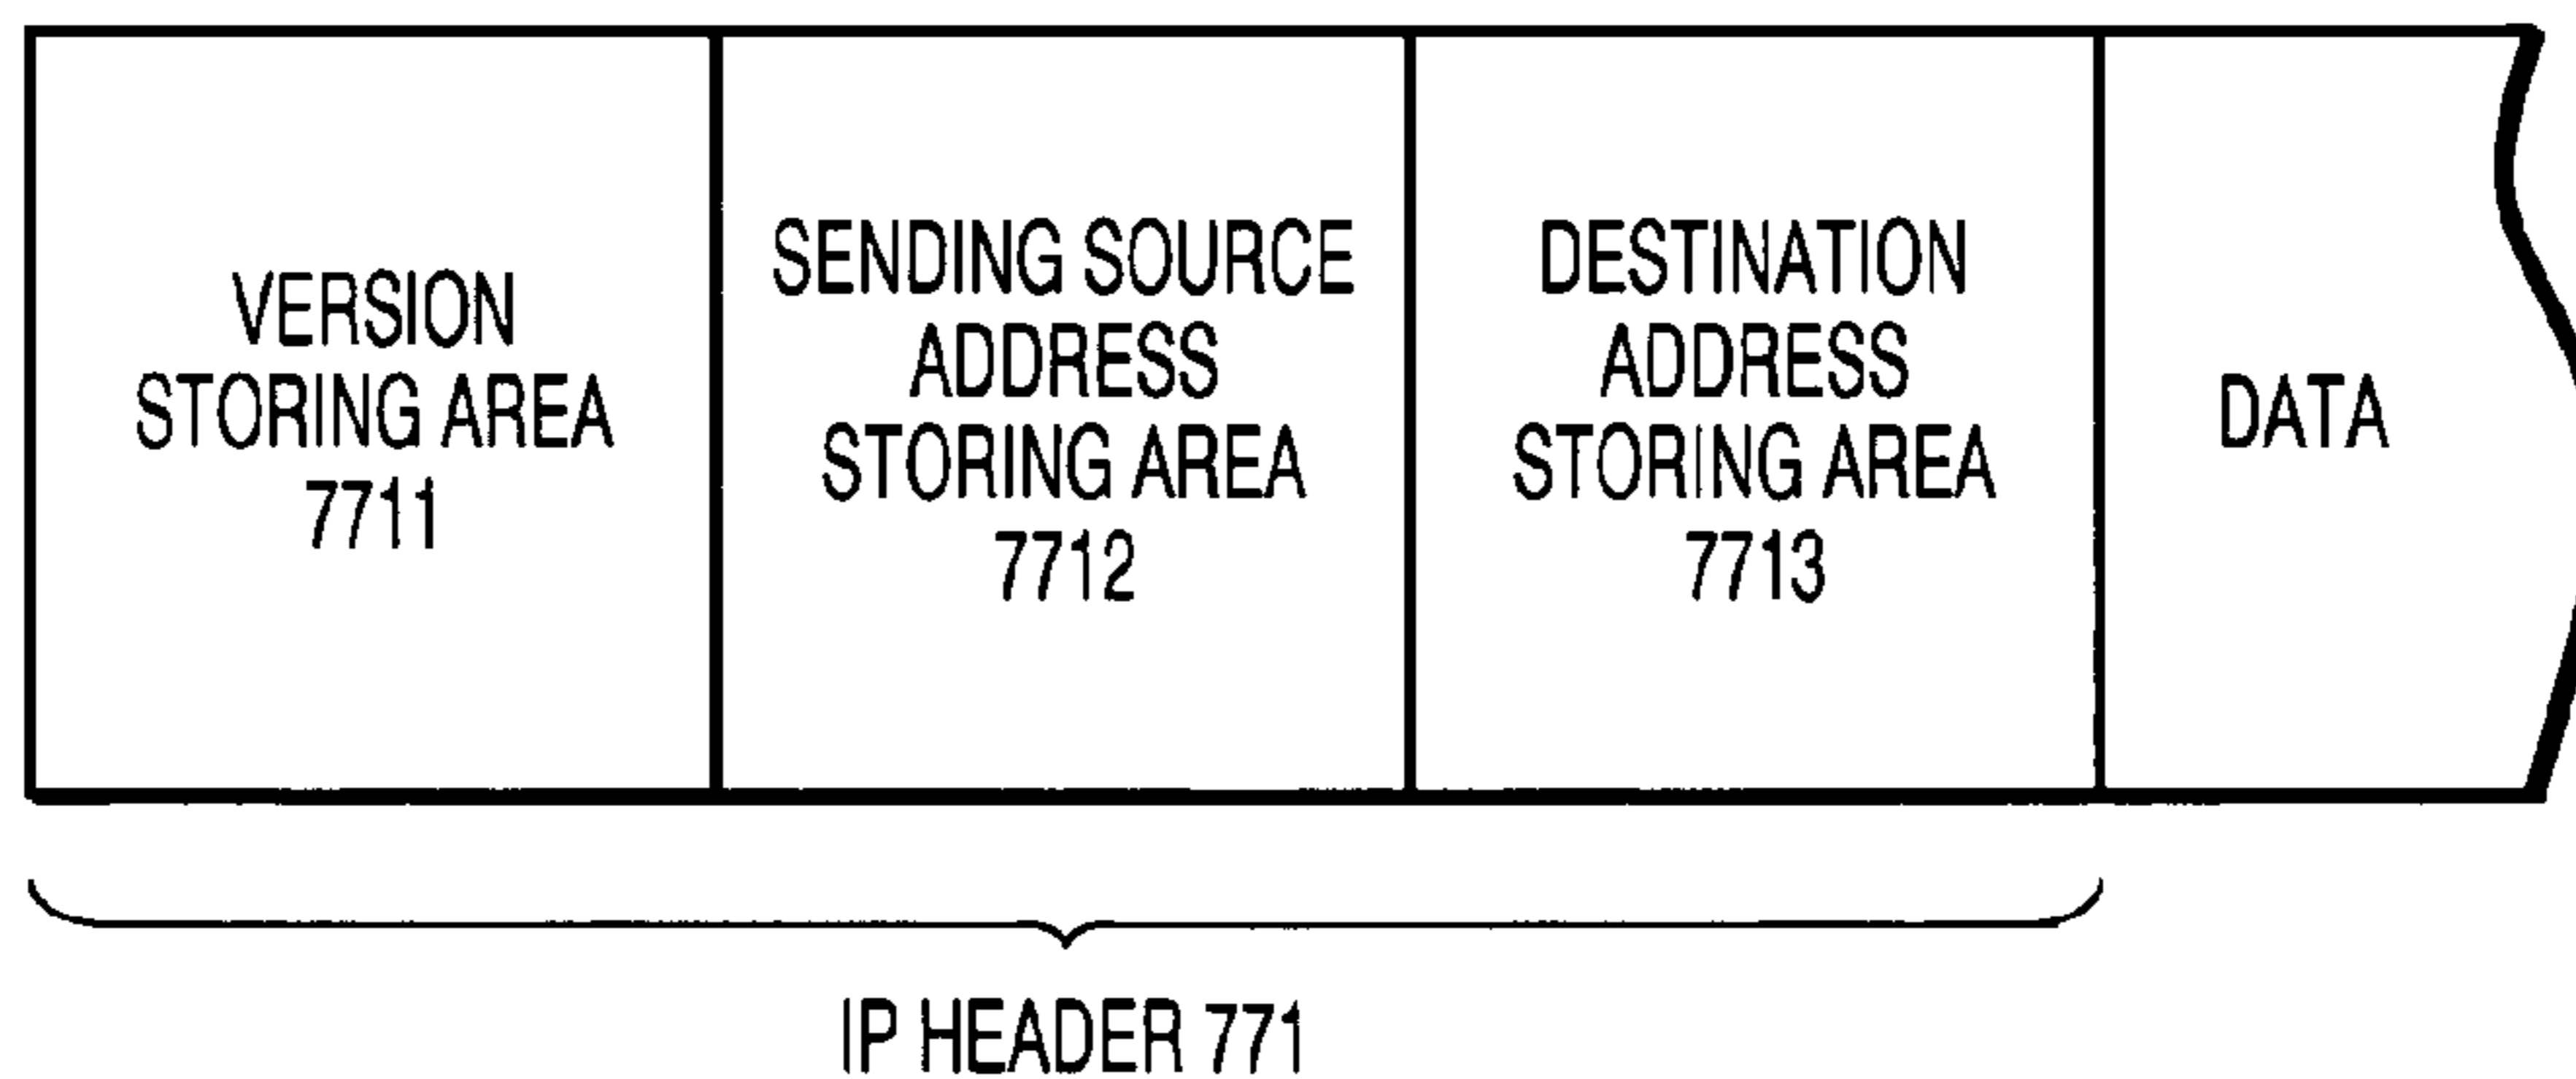 VERSION
STORING AREA
7711
SENDING SOURCE
ADDRESS
STORING AREA
7712
DESTINATION
ADDRESS
STORING AREA
7713
DATA
IP HEADER 771